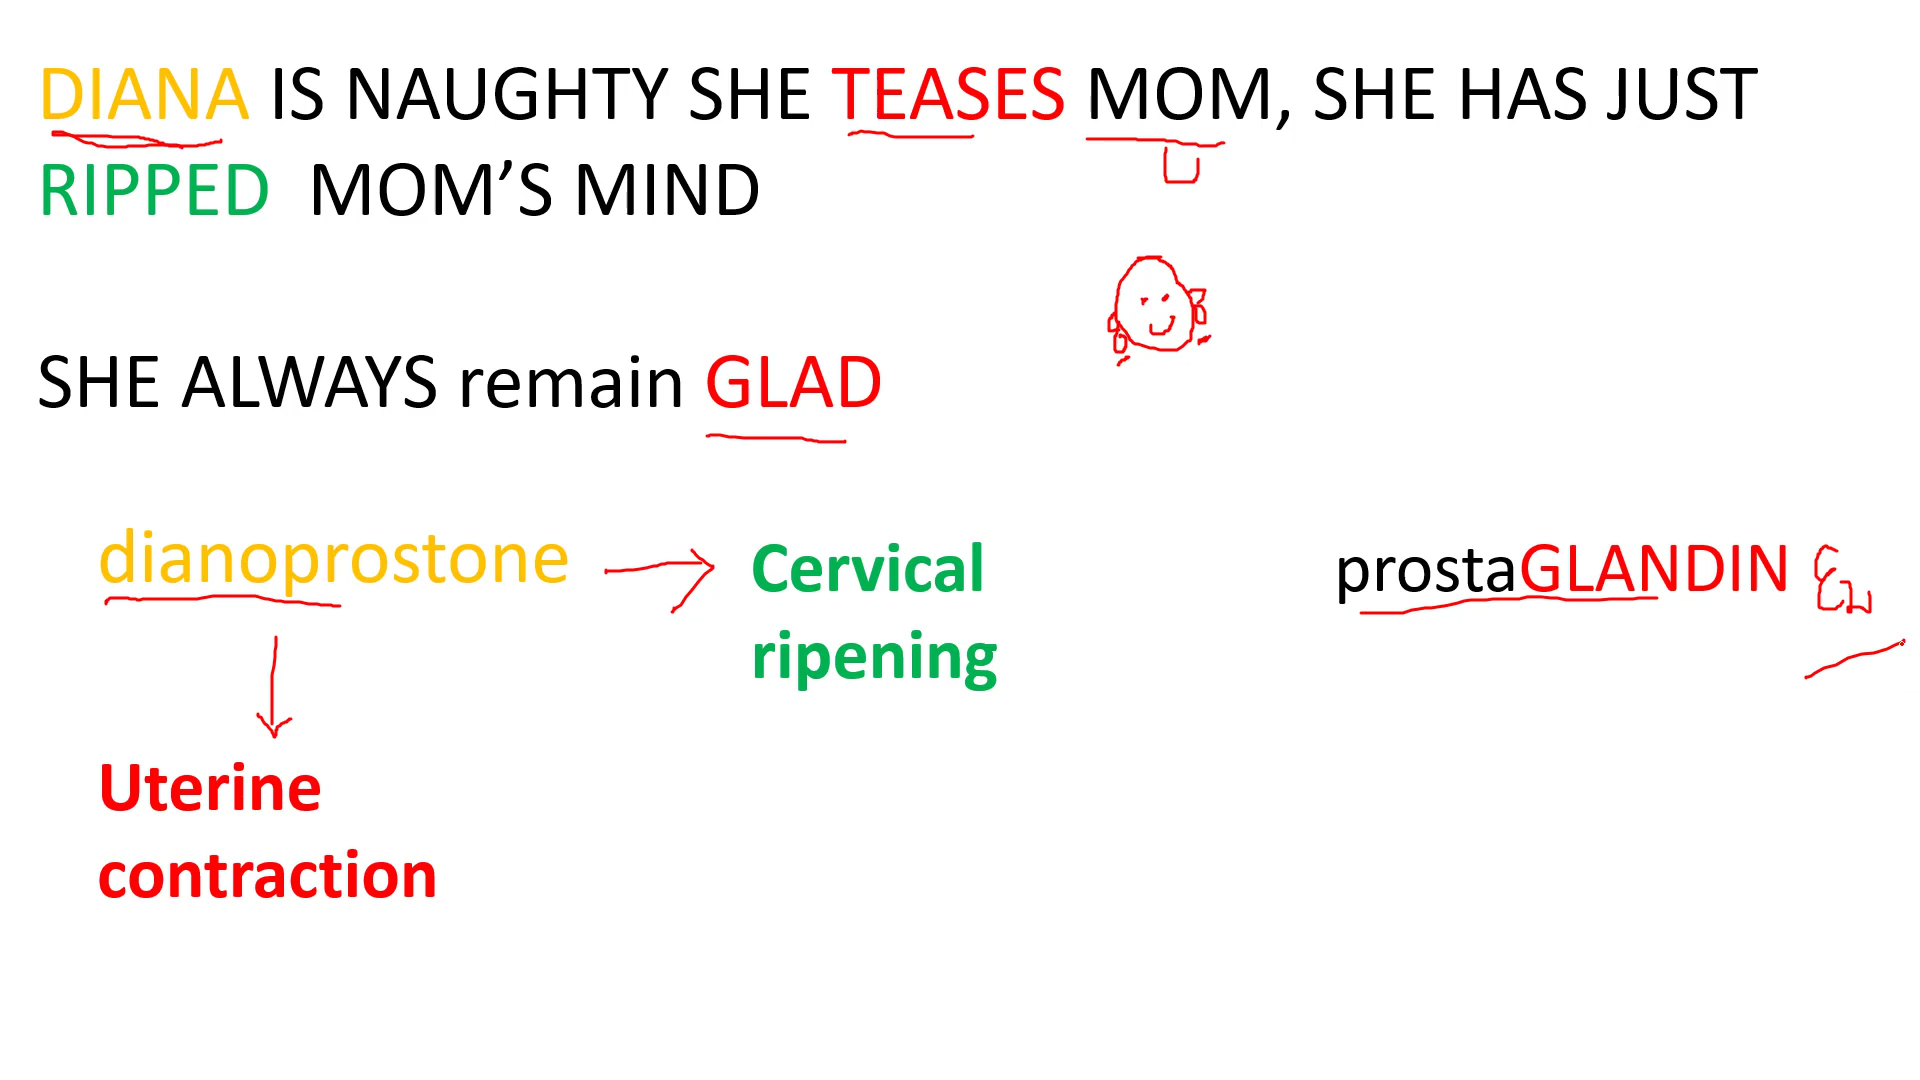 DIANA IS NAUGHTY SHE TEASES MOM, SHE HAS JUST
RIPPED MOM’S MIND
SHE ALWAYS remain GLAD
dianoprostone
Cervical
ripening
prostaGLANDIN
Uterine
contraction